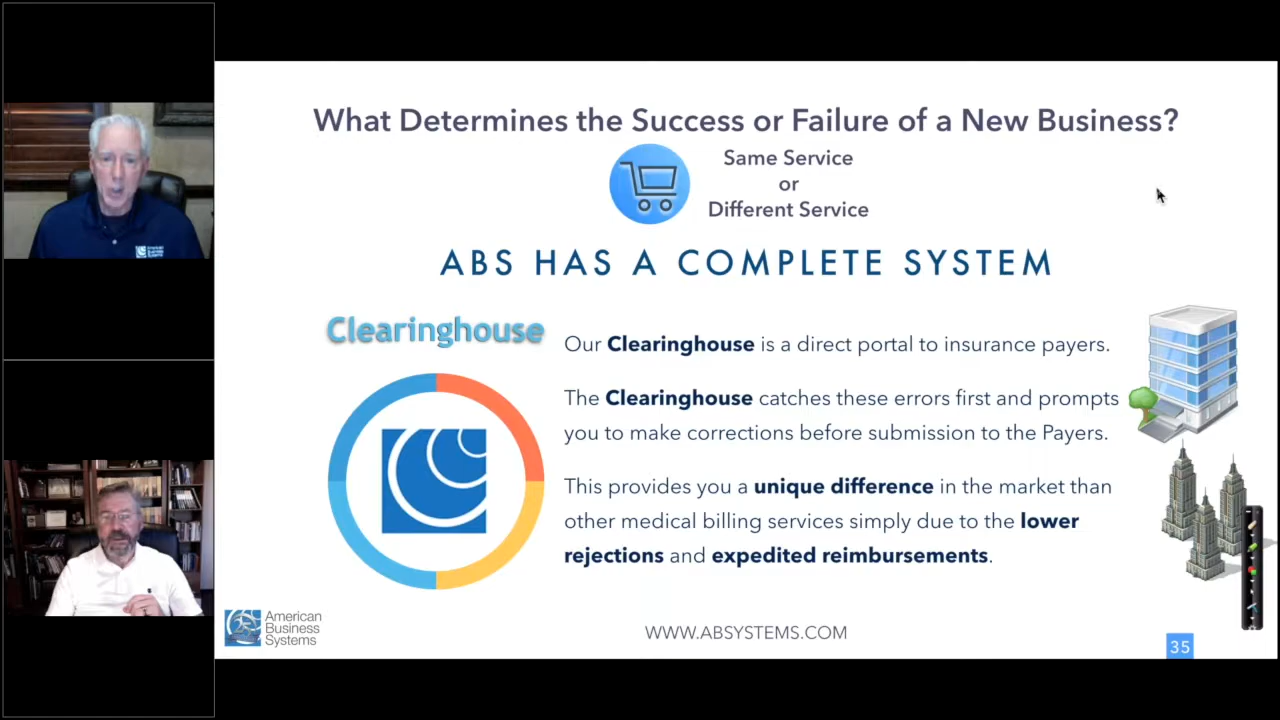 What Determines the Success or Failure of a New Business?
Same Service
or
Different Service
ABS HAS A COMPLETE SYSTEM
Clearinghouse
Our Clearinghouse is a direct portal to insurance payers.
The Clearinghouse catches these errors first and prompts
you to make corrections before submission to the Payers.
This provides you a unique difference in the market than
other medical billing services simply due to the lower
rejections and expedited reimbursements.
American
Business
Systems
WWW.ABSYSTEMS.COM
35
American
Business
Systems